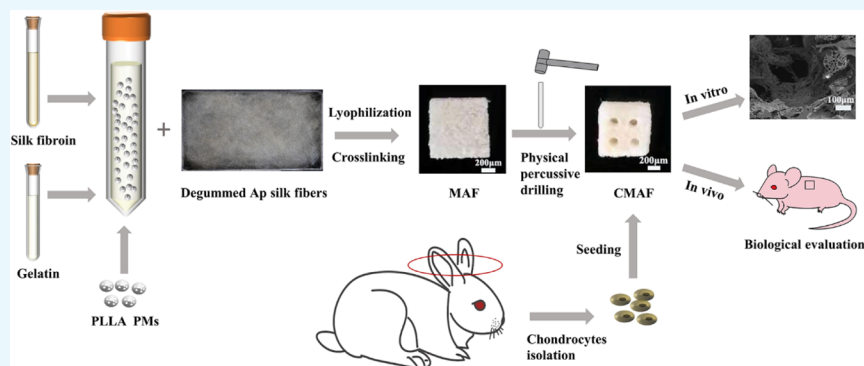 Silk fibroin
Gelatin
PLLA PMs
+
Degummed Ap silk fibers
Lyophilization
Crosslinking
200μm
MAF
Physical
percussive
drilling
200μm
CMAF
In vitro
100μm
In vivo
Biological evaluation
Seeding
Chondrocytes
isolation